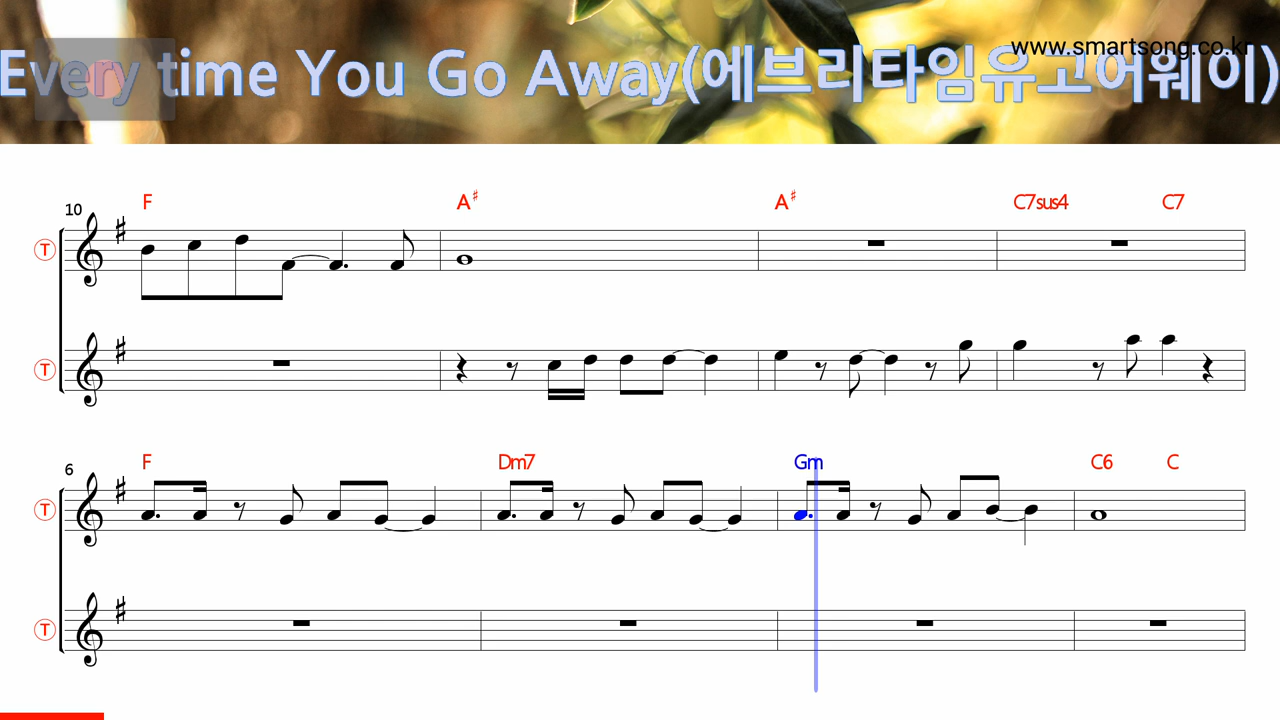 www.smartsong.co.kr
Every time You Go Away(에브리타임유고어웨이)
10
F A♯ A♯ C7sus4 C7
T
T
6
F Dm7 Gm C6 C
T
T